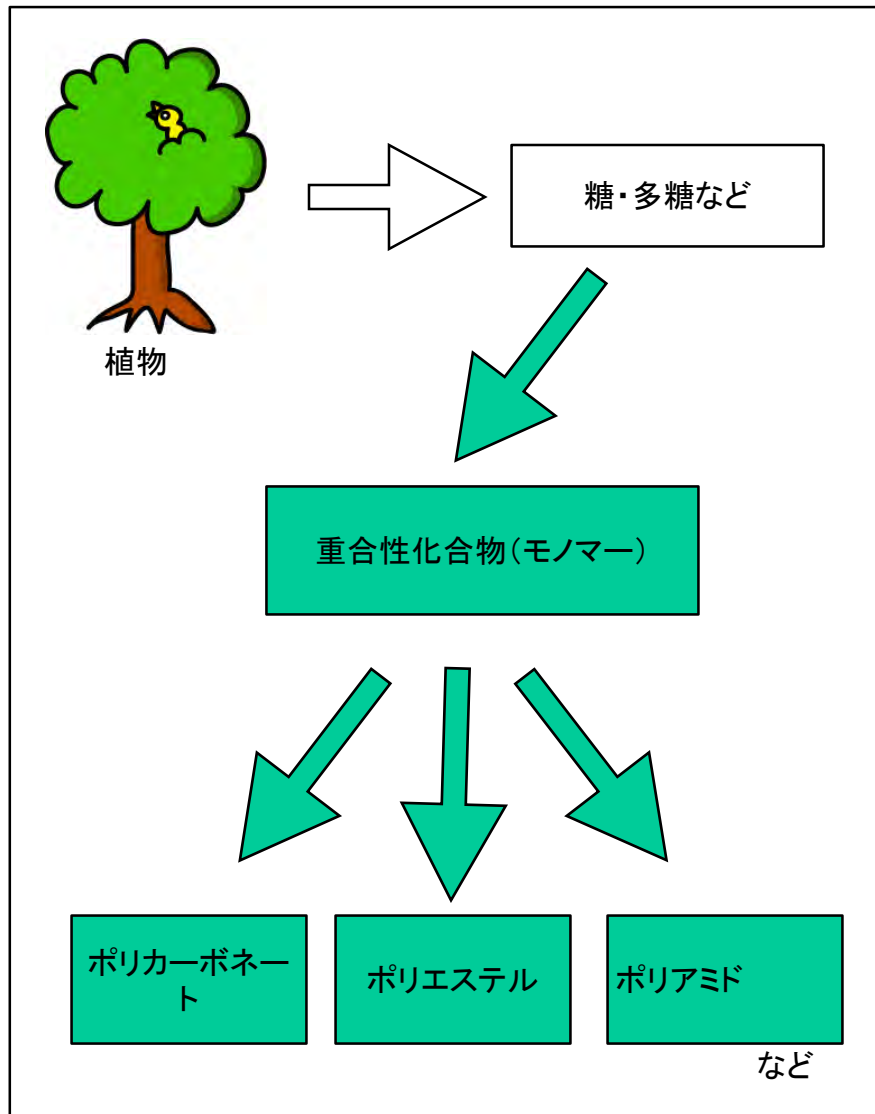 糖・多糖など
植物
重合性化合物(モノマー)
ポリカーボネー
ト
ポリエステル
ポリアミド
など